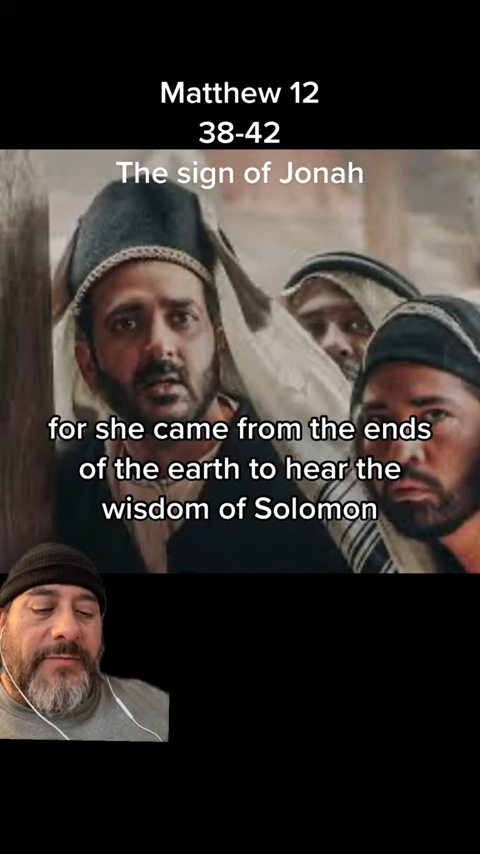 Matthew 12
38-42
The sign of Jonah
for she came from the ends
of the earth to hear the
wisdom of Solomon